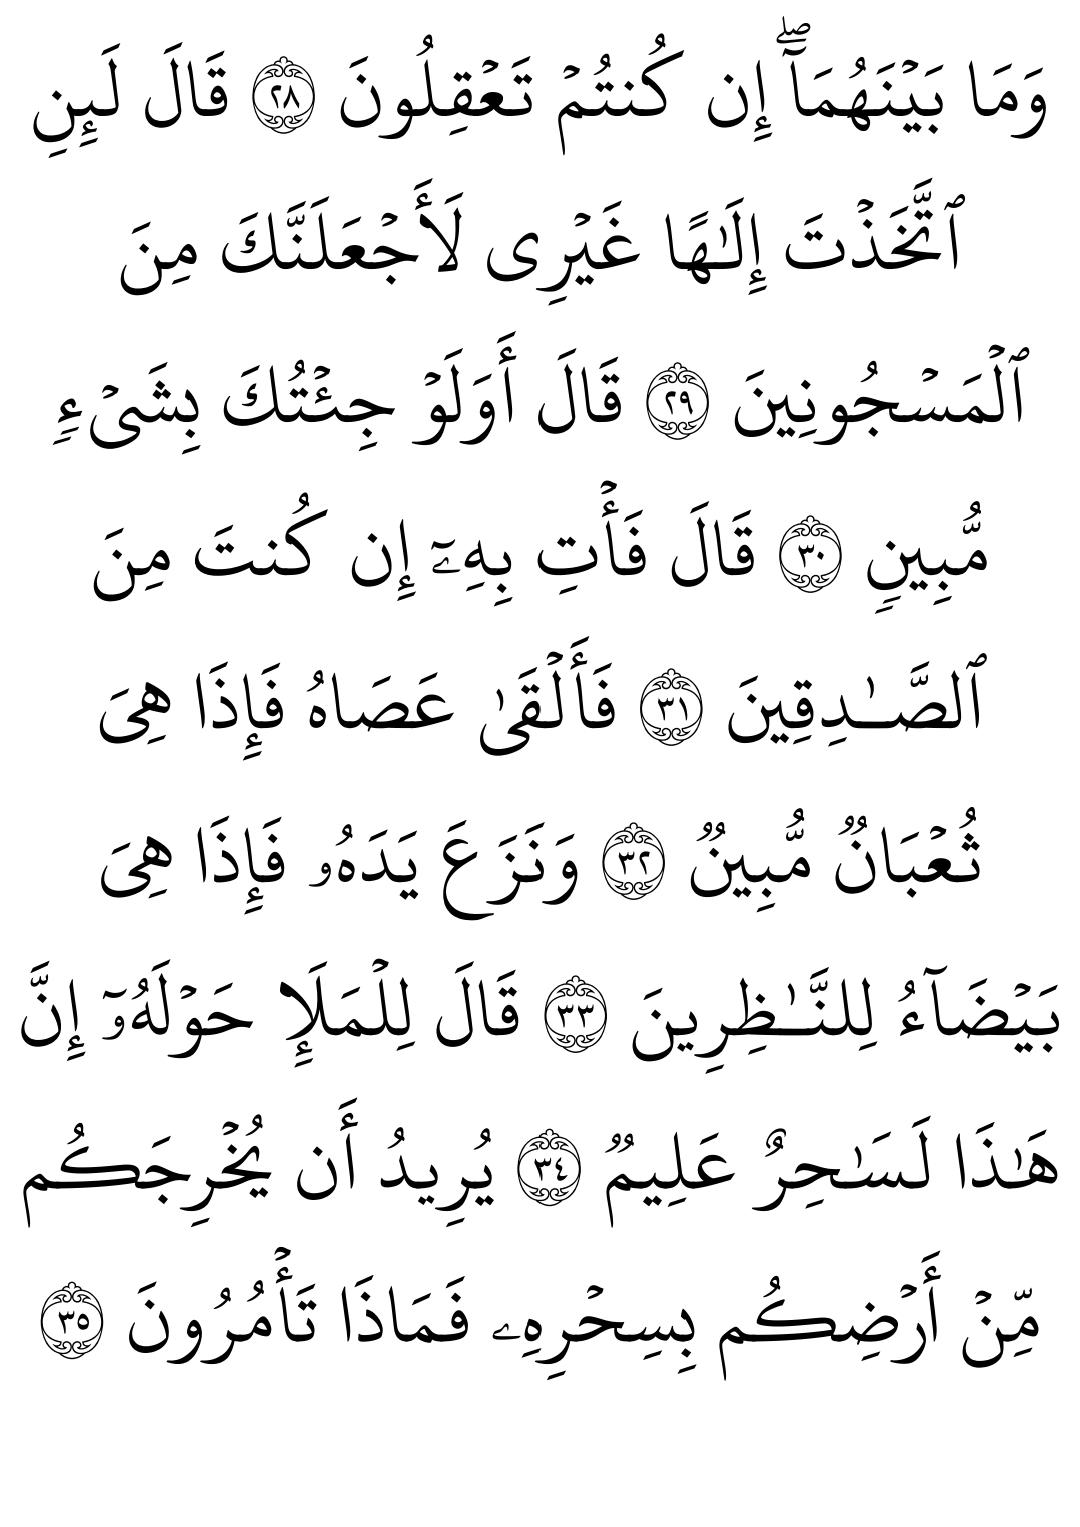 وَمَا بَيْنَهُمَآ ۖ إِن كُنتُمْ تَعْقِلُونَ ٢٨ قَالَ لَئِنِ
ٱتَّخَذْتَ إِلَـٰهًا غَيْرِى لَأَجْعَلَنَّكَ مِنَ
ٱلْمَسْجُونِينَ ٢٩ قَالَ أَوَلَوْ جِئْتُكَ بِشَىْءٍ
مُّبِينٍ ٣٠ قَالَ فَأْتِ بِهِۦٓ إِن كُنتَ مِنَ
ٱلصَّـٰدِقِينَ ٣١ فَأَلْقَىٰ عَصَاهُ فَإِذَا هِىَ
ثُعْبَانٌ مُّبِينٌ ٣٢ وَنَزَعَ يَدَهُۥ فَإِذَا هِىَ
بَيْضَآءُ لِلنَّـٰظِرِينَ ٣٣ قَالَ لِلْمَلَإِ حَوْلَهُۥٓ إِنَّ
هَـٰذَا لَسَـٰحِرٌ عَلِيمٌ ٣٤ يُرِيدُ أَن يُخْرِجَكُم
مِّنْ أَرْضِكُم بِسِحْرِهِۦ فَمَاذَا تَأْمُرُونَ ٣٥